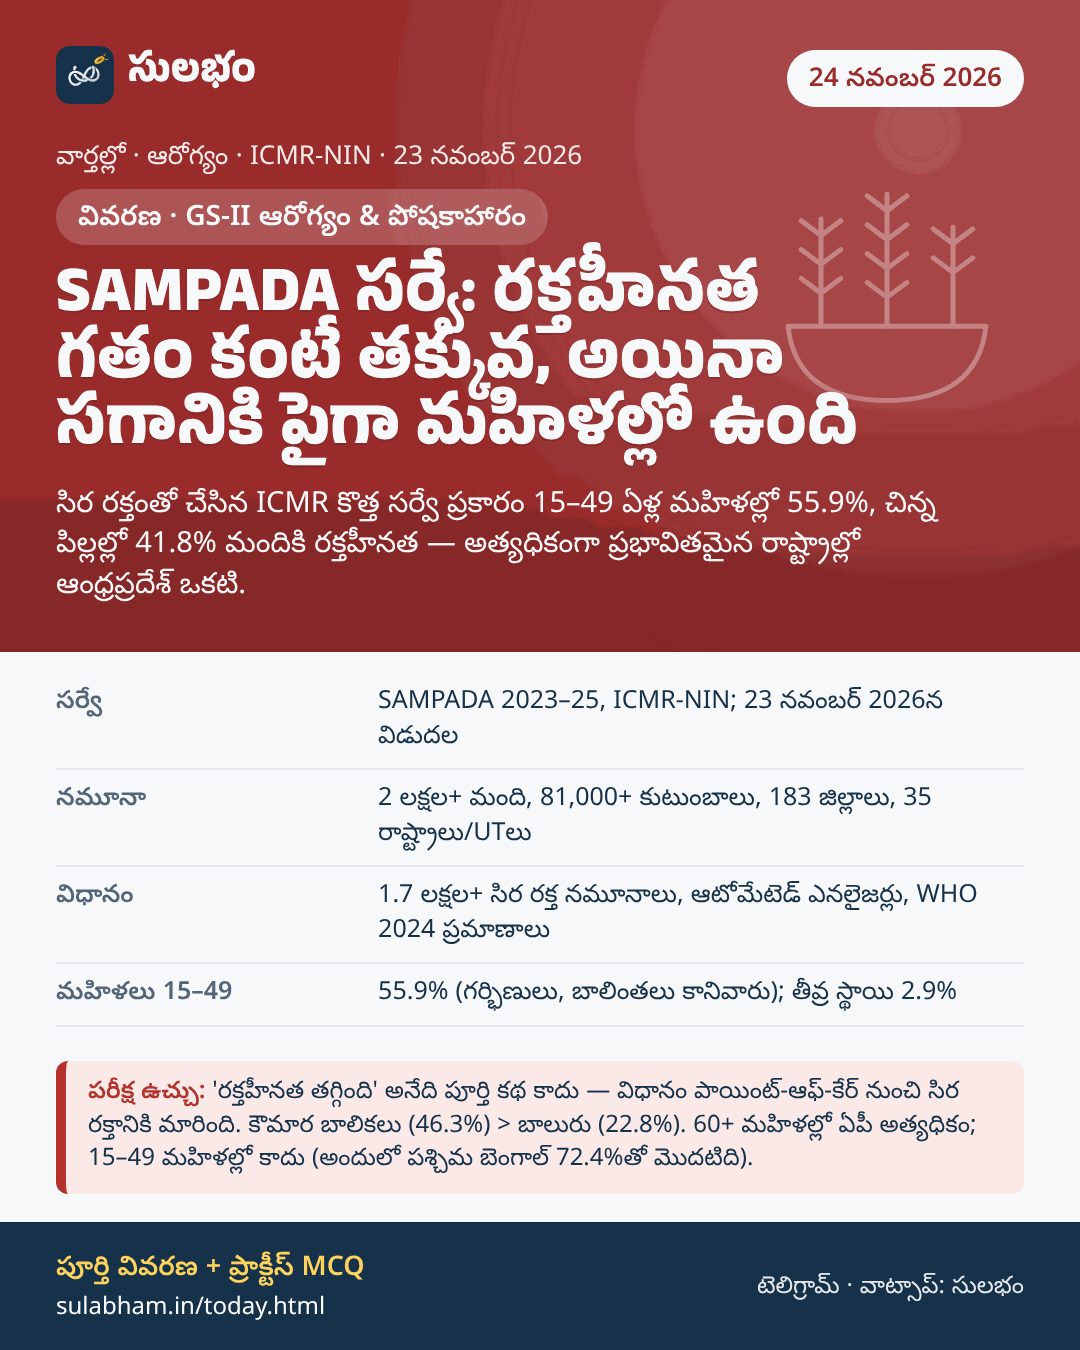 సులభం
24 నవంబర్ 2026
వార్తల్లో · ఆరోగ్యం · ICMR-NIN · 23 నవంబర్ 2026
వివరణ · GS-II ఆరోగ్యం & పోషకాహారం
SAMPADA సర్వే: రక్తహీనత
గతం కంటే తక్కువ, అయినా
సగానికి పైగా మహిళల్లో ఉంది
సిర రక్తంతో చేసిన ICMR కొత్త సర్వే ప్రకారం 15–49 ఏళ్ల మహిళల్లో 55.9%, చిన్న
పిల్లల్లో 41.8% మందికి రక్తహీనత — అత్యధికంగా ప్రభావితమైన రాష్ట్రాల్లో
ఆంధ్రప్రదేశ్ ఒకటి.
సర్వే
SAMPADA 2023–25, ICMR-NIN; 23 నవంబర్ 2026న
విడుదల
నమూనా
2 లక్షల+ మంది, 81,000+ కుటుంబాలు, 183 జిల్లాలు, 35
రాష్ట్రాలు/UTలు
విధానం
1.7 లక్షల+ సిర రక్త నమూనాలు, ఆటోమేటెడ్ ఎనలైజర్లు, WHO
2024 ప్రమాణాలు
మహిళలు 15–49
55.9% (గర్భిణులు, బాలింతలు కానివారు); తీవ్ర స్థాయి 2.9%
పరీక్ష ఉచ్చు: 'రక్తహీనత తగ్గింది' అనేది పూర్తి కథ కాదు — విధానం పాయింట్-ఆఫ్-కేర్ నుంచి సిర
రక్తానికి మారింది. కౌమార బాలికలు (46.3%) > బాలురు (22.8%). 60+ మహిళల్లో ఏపీ అత్యధికం;
15–49 మహిళల్లో కాదు (అందులో పశ్చిమ బెంగాల్ 72.4%తో మొదటిది).
పూర్తి వివరణ + ప్రాక్టీస్ MCQ
sulabham.in/today.html
టెలిగ్రామ్ · వాట్సాప్: సులభం